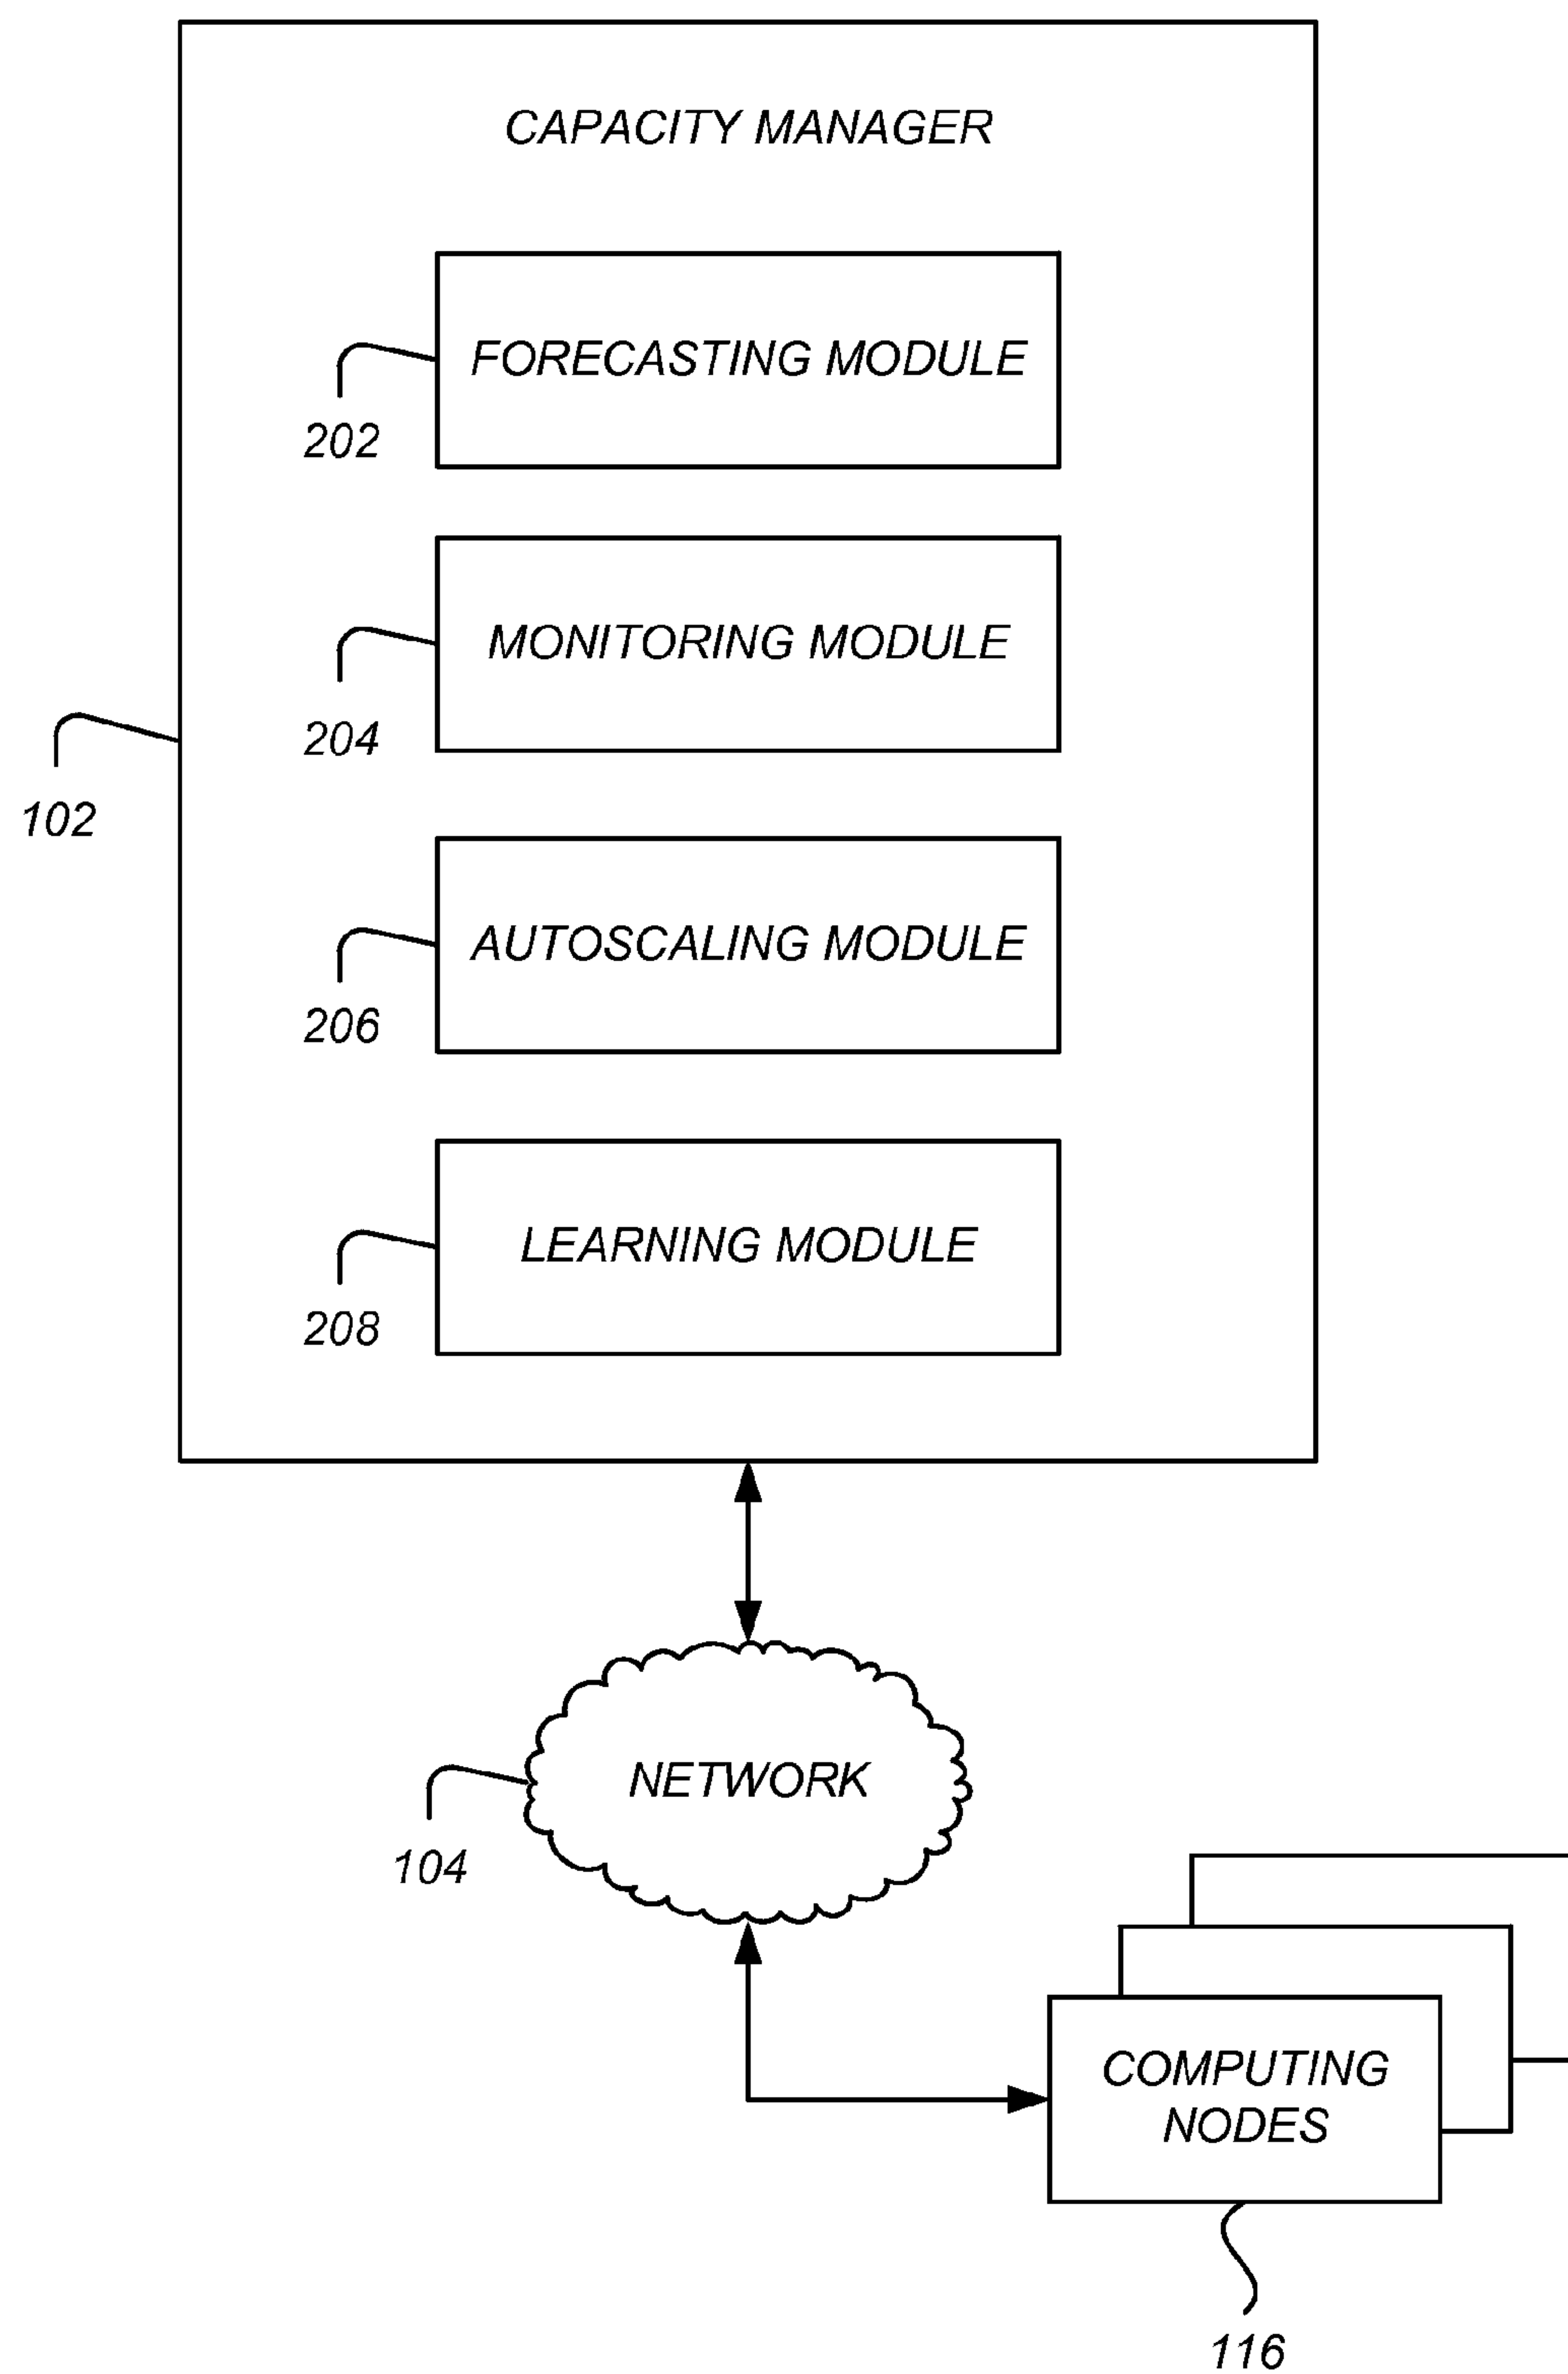 CAPACITY MANAGER
FORECASTING MODULE
202
MONITORING MODULE
204
102
AUTOSCALING MODULE
206
LEARNING MODULE
208
NETWORK
104
COMPUTING
NODES
116